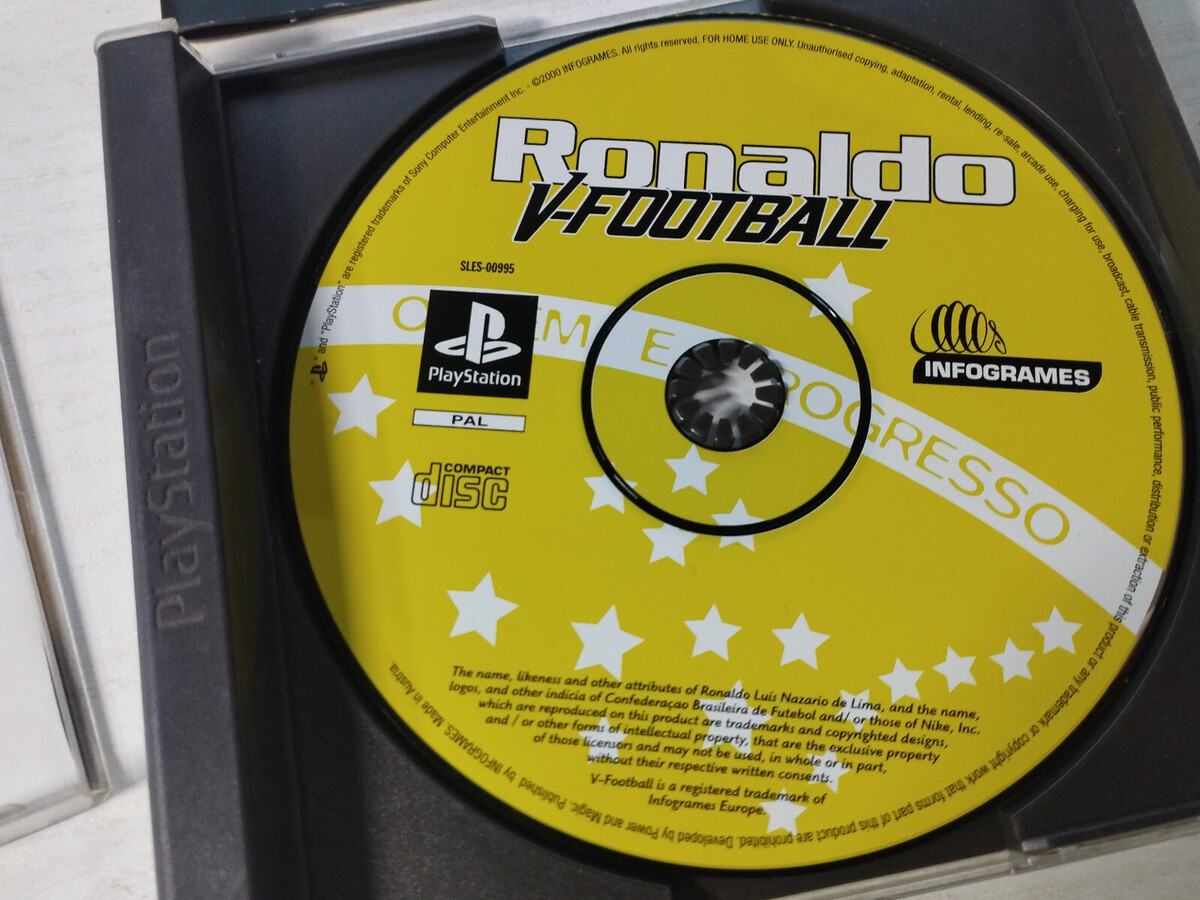 Ronaldo
V-FOOTBALL
SLES-00995
PlayStation
PAL
COMPACT
disc
INFOGRAMES
O EM E ROGRESSO
The name, likeness and other attributes of Ronaldo Luis Nazario de Lima, and the name,
logos, and other indicia of Confederaçao Brasileira de Futebol and/ or those of Nike, Inc.
which are reproduced on this product are trademarks and copyrighted designs,
and / or other forms of intellectual property, that are the exclusive property
of those licensors and may not be used, in whole or in part,
without their respective written consents.
V-Football is a registered trademark of
Infogrames Europe.
" and "PlayStation" are registered trademarks of Sony Computer Entertainment Inc. - ©2000 INFOGRAMES. All rights reserved. FOR HOME USE ONLY. Unauthorised copying, adaptation, rental, lending, re-sale, arcade use, charging for use, broadcast, cable transmission, public performance, distribution or extraction of this product or any trademark or copyright work that forms part of this product are prohibited. Developed by Power and Magic. Published by INFOGRAMES. Made in Austria.
PlayStation